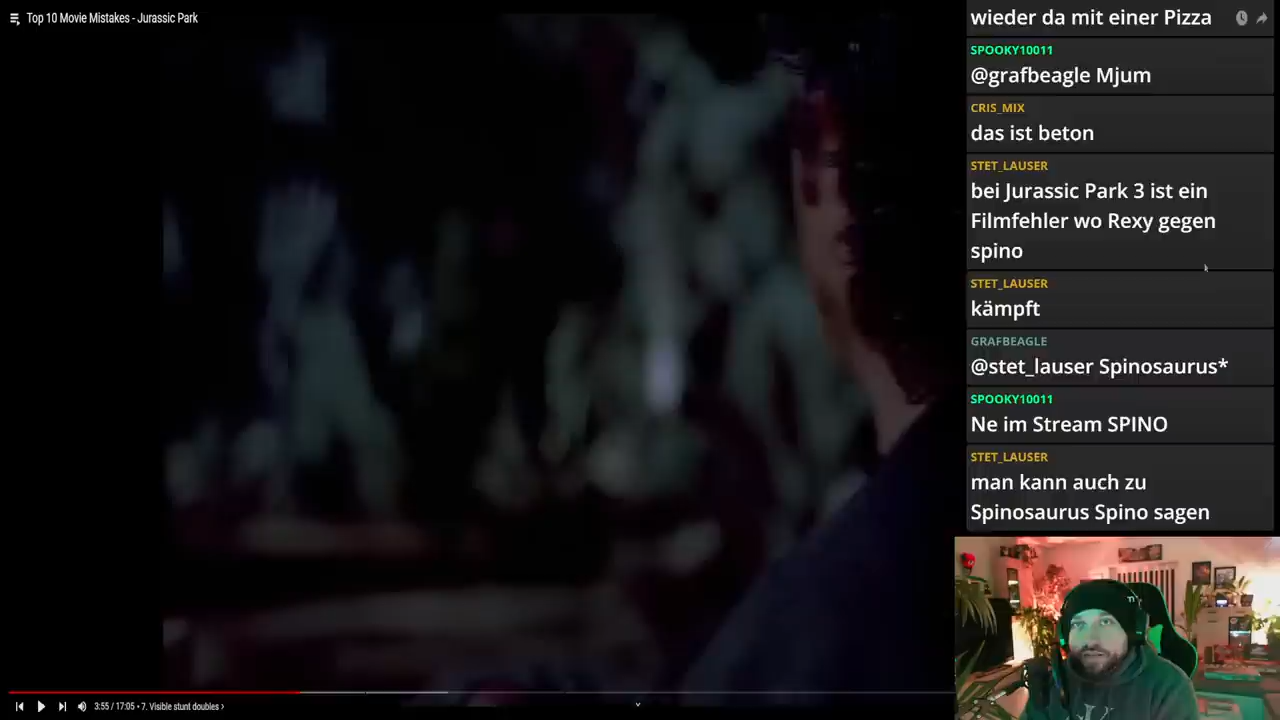 Top 10 Movie Mistakes - Jurassic Park
wieder da mit einer Pizza
SPOOKY10011
@grafbeagle Mjum
CRIS_MIX
das ist beton
STET_LAUSER
bei Jurassic Park 3 ist ein
Filmfehler wo Rexy gegen
spino
STET_LAUSER
kämpft
GRAFBEAGLE
@stet_lauser Spinosaurus*
SPOOKY10011
Ne im Stream SPINO
STET_LAUSER
man kann auch zu
Spinosaurus Spino sagen
3:55 / 17:05 • 7. Visible stunt doubles ›